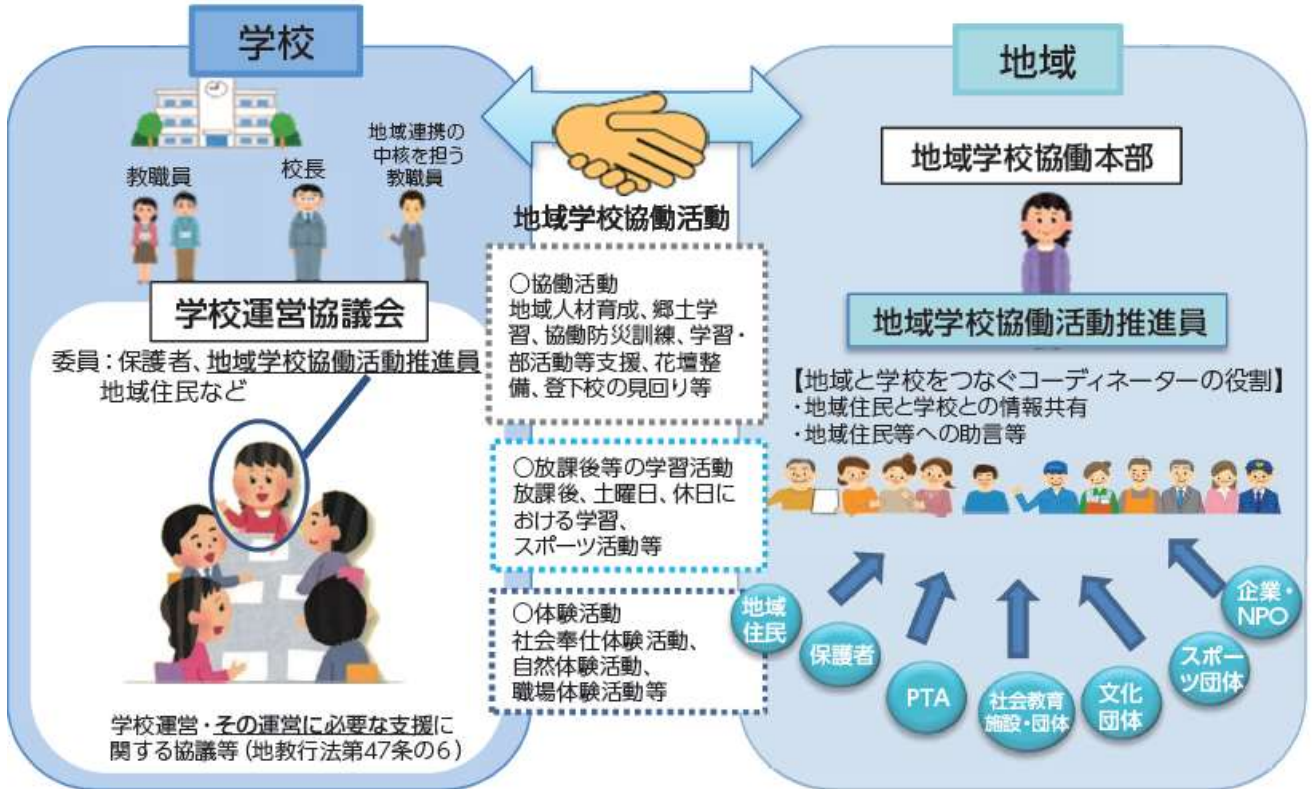 学校
教職員
校長
地域連携の
中核を担う
教職員
学校運営協議会
委員：保護者、地域学校協働活動推進員
地域住民など
学校運営・その運営に必要な支援に
関する協議等（地教行法第47条の6）
地域学校協働活動
○協働活動
地域人材育成、郷土学
習、協働防災訓練、学習・
部活動等支援、花壇整
備、登下校の見回り等
○放課後等の学習活動
放課後、土曜日、休日に
おける学習、
スポーツ活動等
○体験活動
社会奉仕体験活動、
自然体験活動、
職場体験活動等
地域
地域学校協働本部
地域学校協働活動推進員
【地域と学校をつなぐコーディネーターの役割】
・地域住民と学校との情報共有
・地域住民等への助言等
地域
住民
保護者
PTA
社会教育
施設・団体
文化
団体
スポー
ツ団体
企業・
NPO